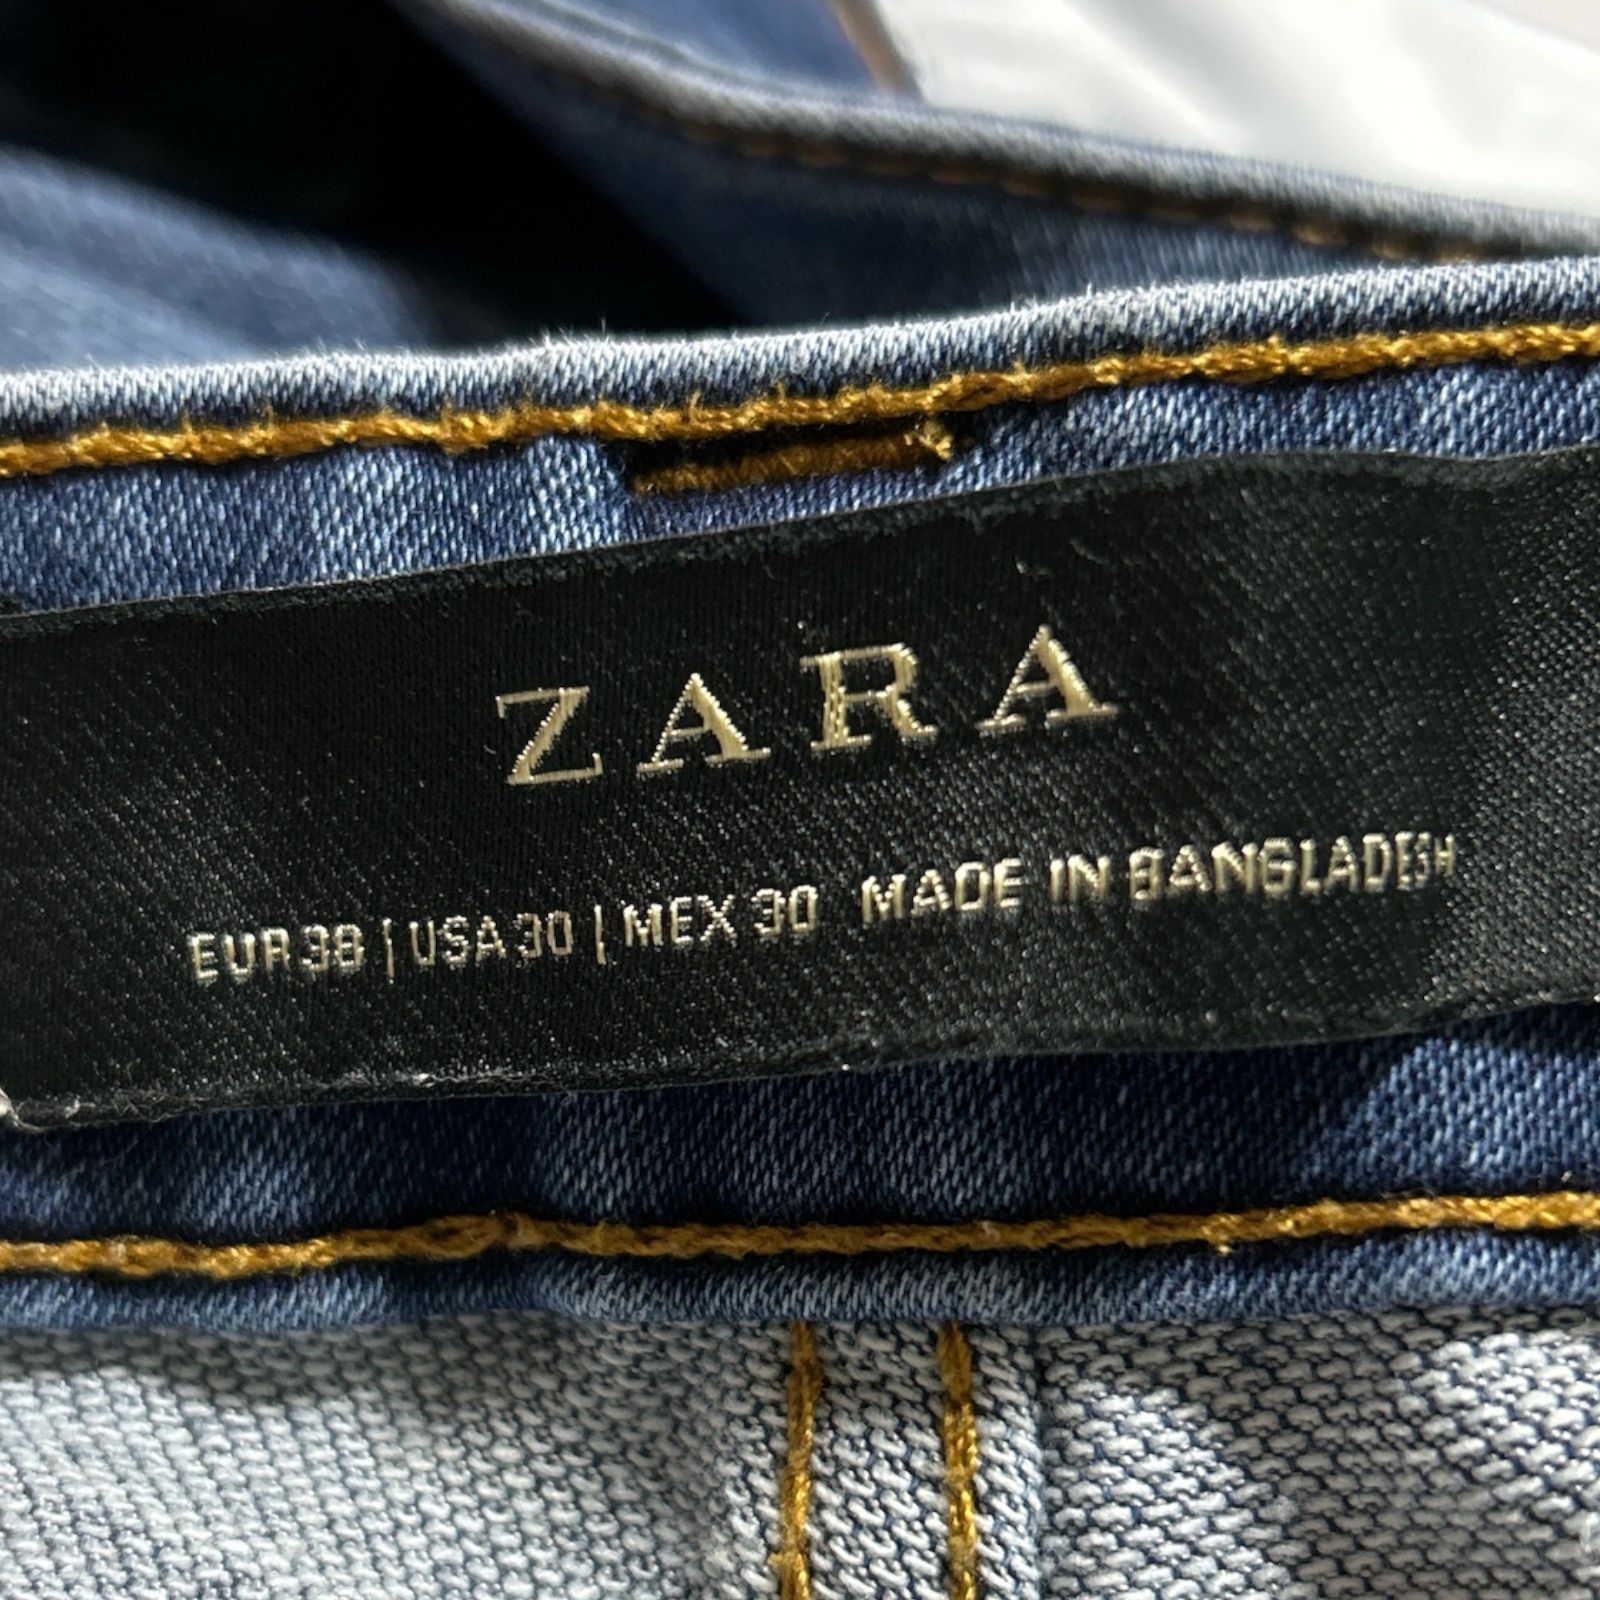 ZARA
EUR 38 | USA 30 | MEX 30 MADE IN BANGLADESH